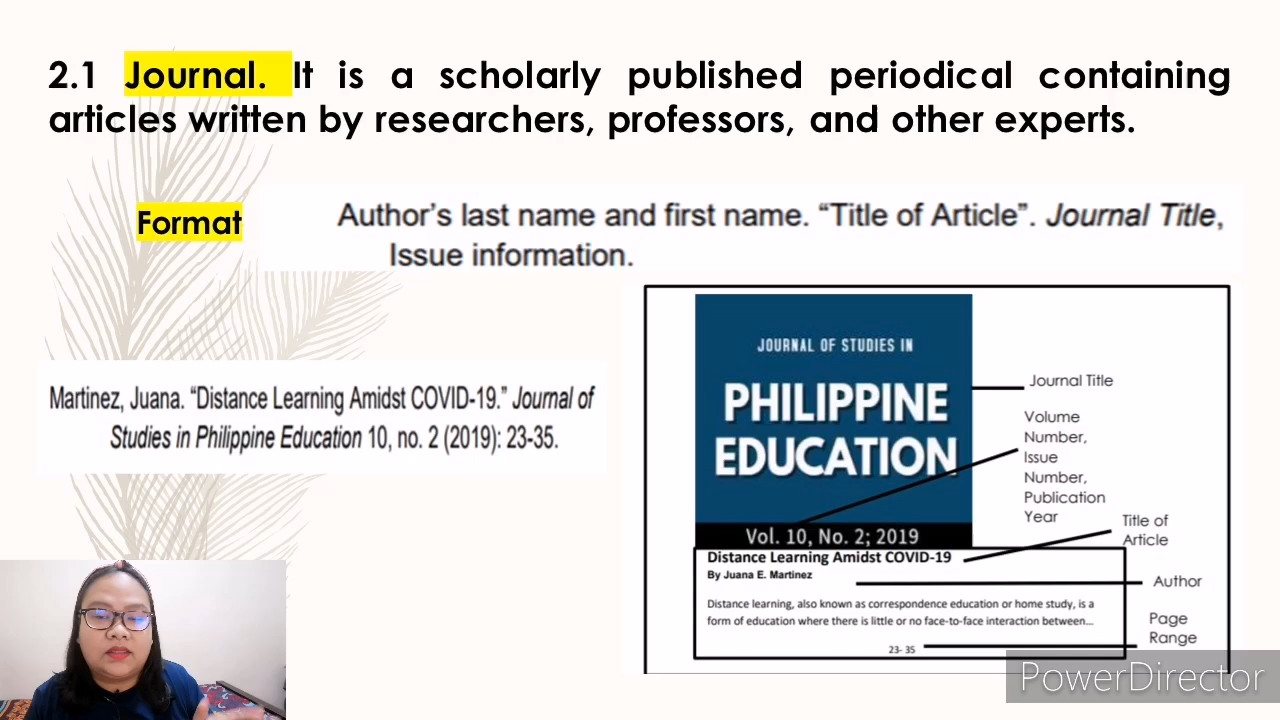 2.1 Journal. It is a scholarly published periodical containing
articles written by researchers, professors, and other experts.
Format
Author's last name and first name. “Title of Article”. Journal Title,
Issue information.
Martinez, Juana. “Distance Learning Amidst COVID-19.” Journal of
Studies in Philippine Education 10, no. 2 (2019): 23-35.
JOURNAL OF STUDIES IN
PHILIPPINE
EDUCATION
Vol. 10, No. 2; 2019
Distance Learning Amidst COVID-19
By Juana E. Martinez
Distance learning, also known as correspondence education or home study, is a
form of education where there is little or no face-to-face interaction between...
23- 35
Journal Title
Volume
Number,
Issue
Number,
Publication
Year
Title of
Article
Author
Page
Range
PowerDirector